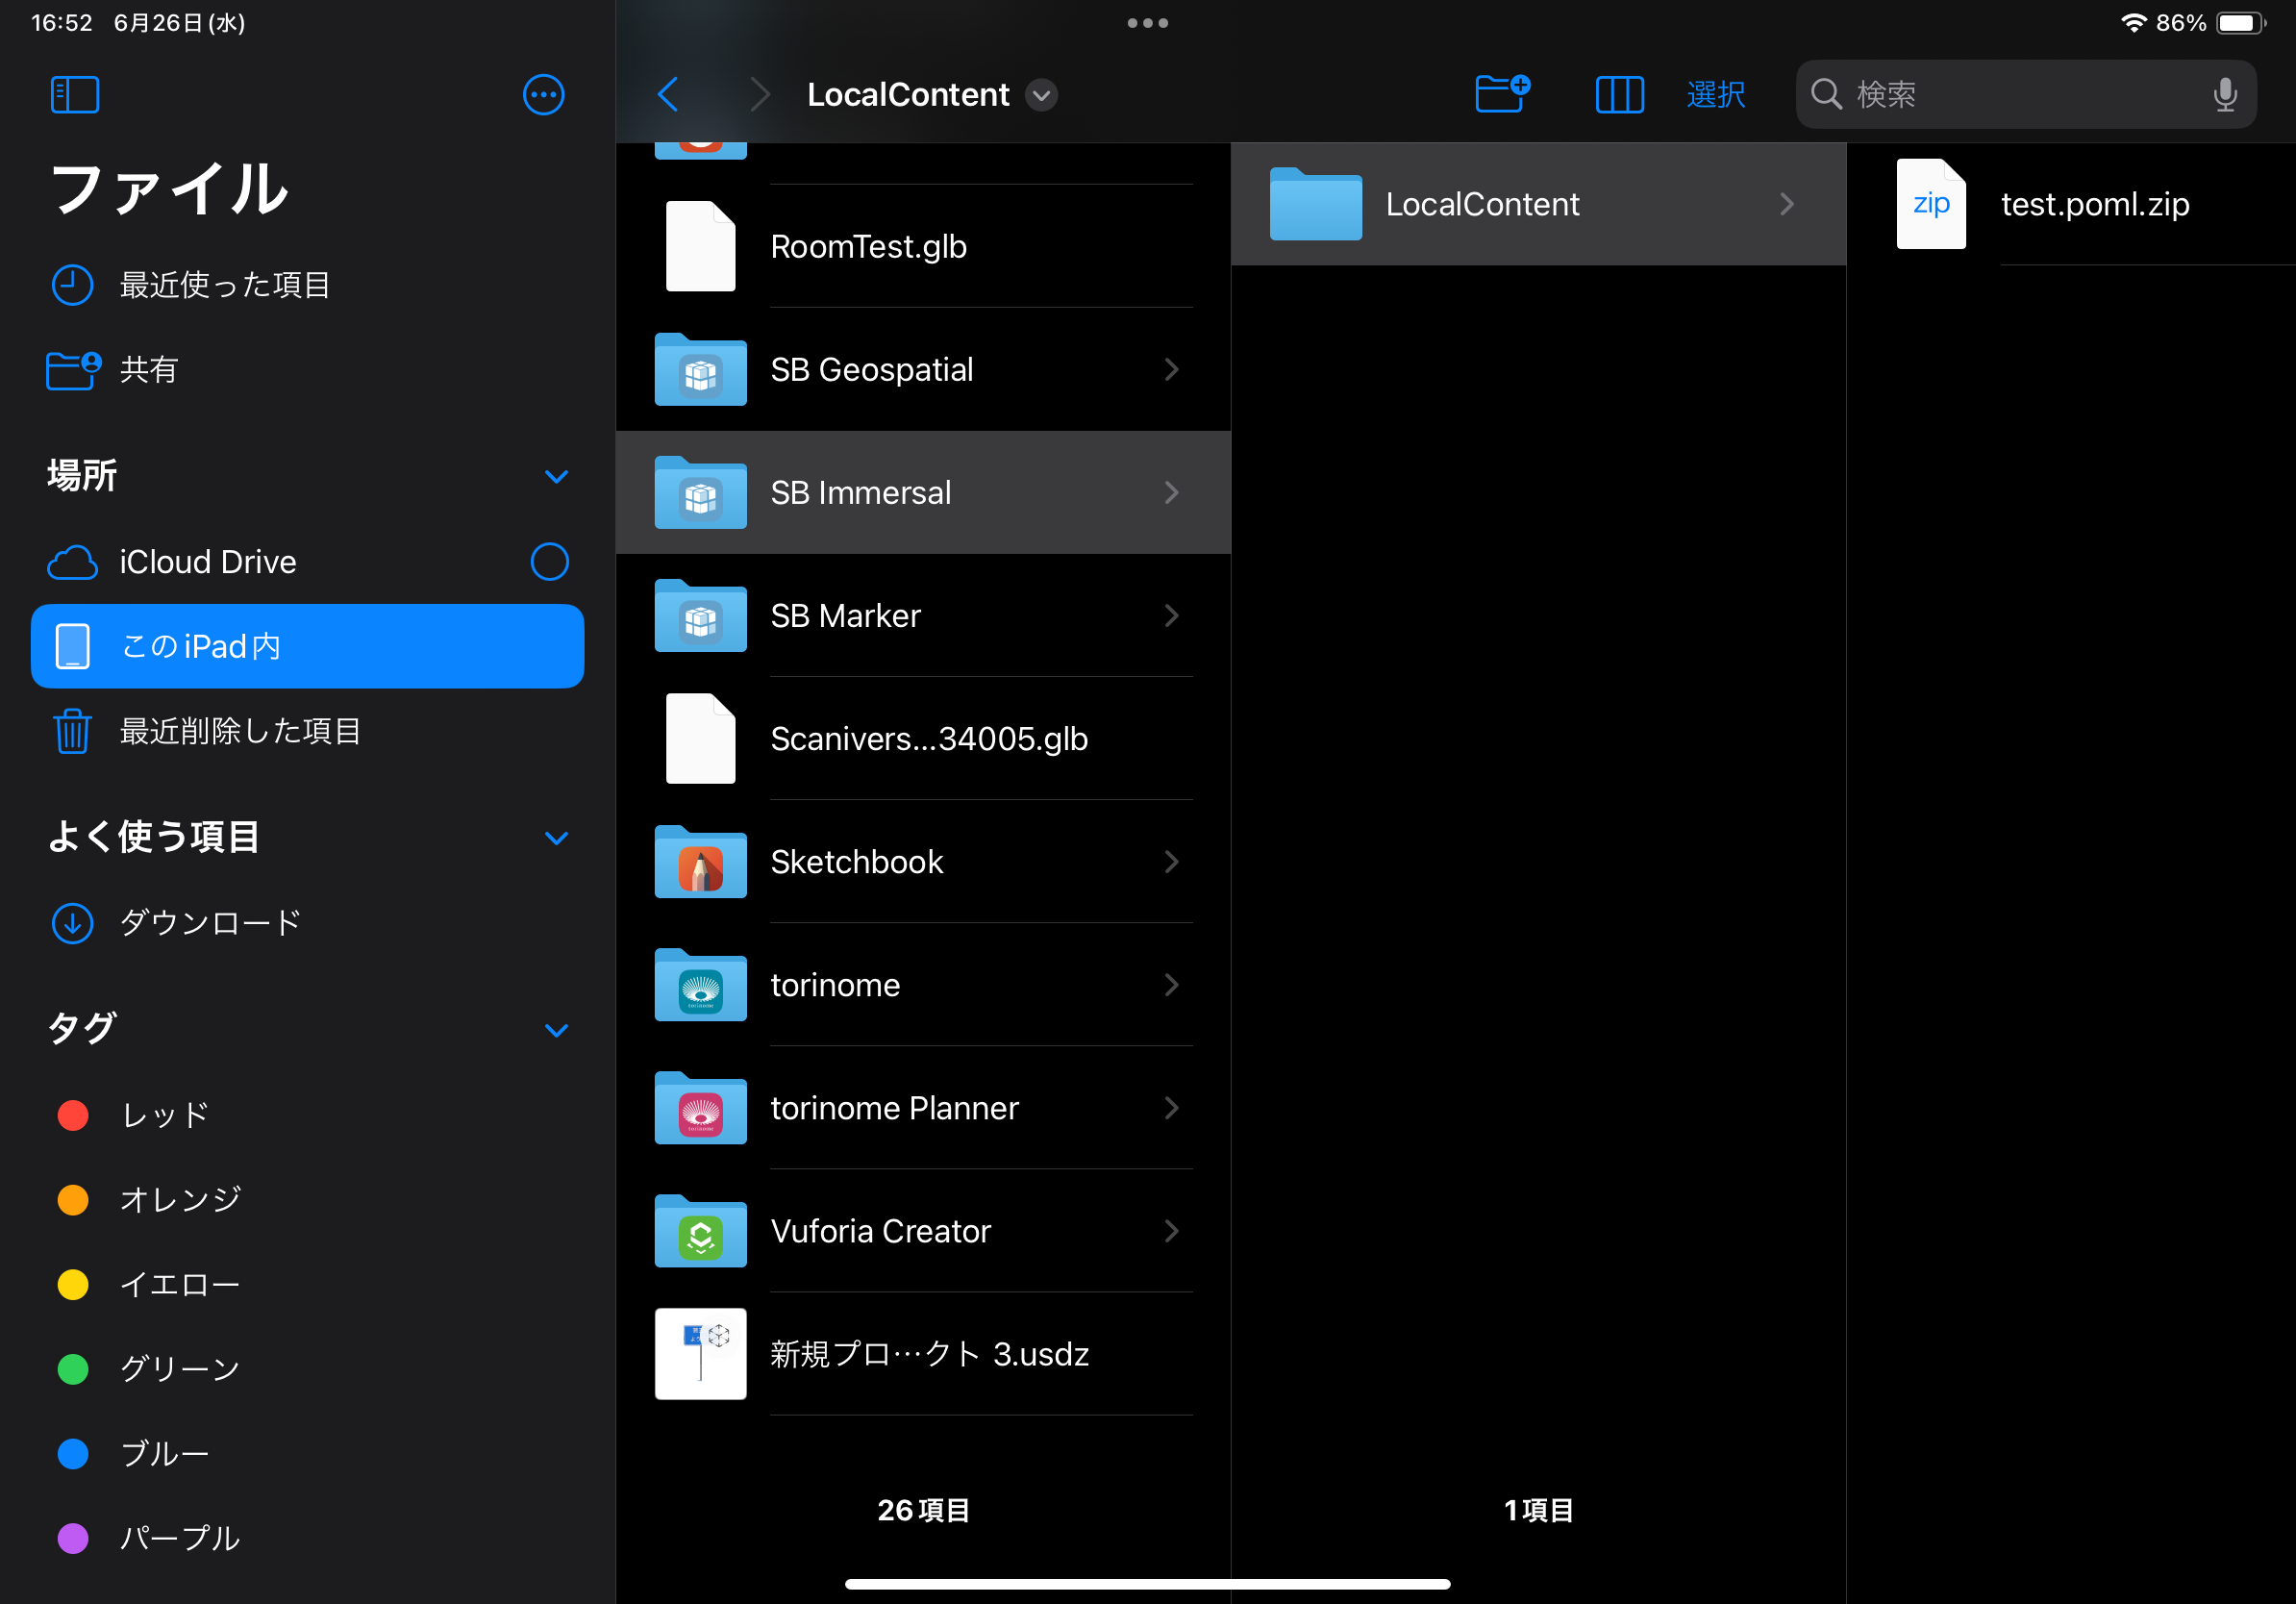 16:52 6月26日(水)
86%
ファイル
最近使った項目
共有
場所
iCloud Drive
このiPad内
最近削除した項目
よく使う項目
ダウンロード
タグ
レッド
オレンジ
イエロー
グリーン
ブルー
パープル
LocalContent
選択
検索
RoomTest.glb
SB Geospatial
SB Immersal
SB Marker
Scanivers...34005.glb
Sketchbook
torinome
torinome Planner
Vuforia Creator
新規プロ…クト 3.usdz
26項目
LocalContent
1項目
zip
test.poml.zip